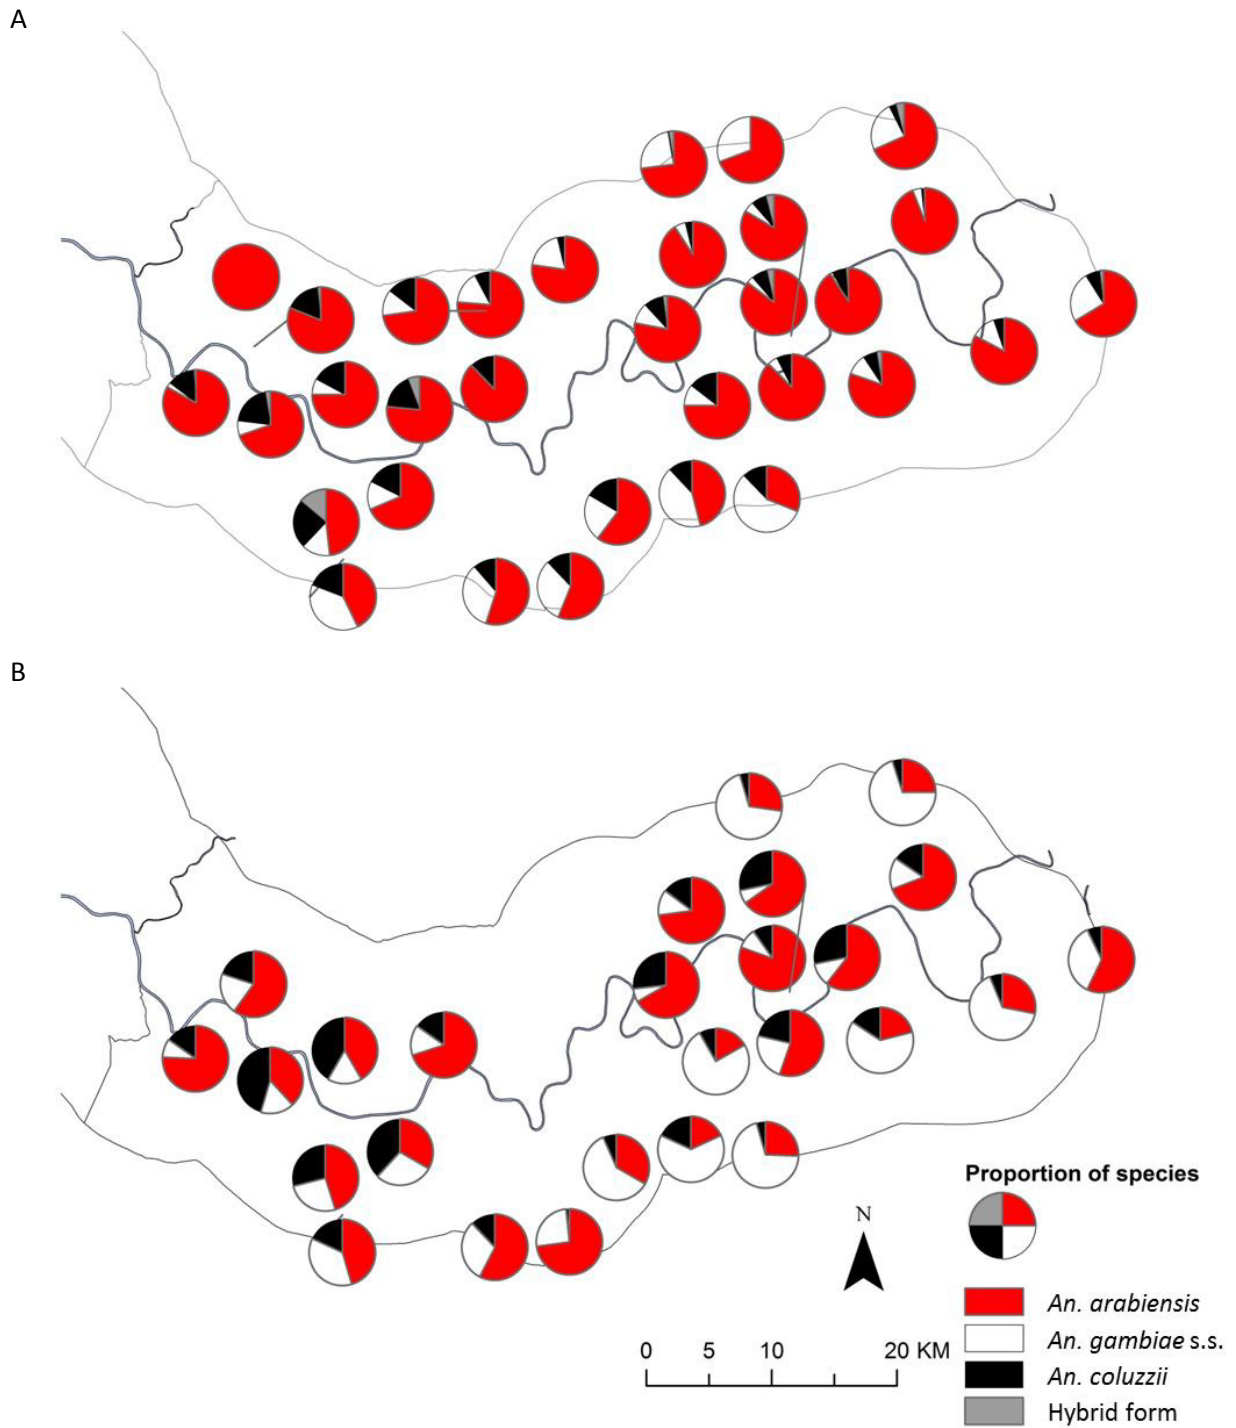 A
B
Proportion of species
N
An. arabiensis
0 5 10 20 KM
An. gambiae s.s.
An. coluzzii
Hybrid form